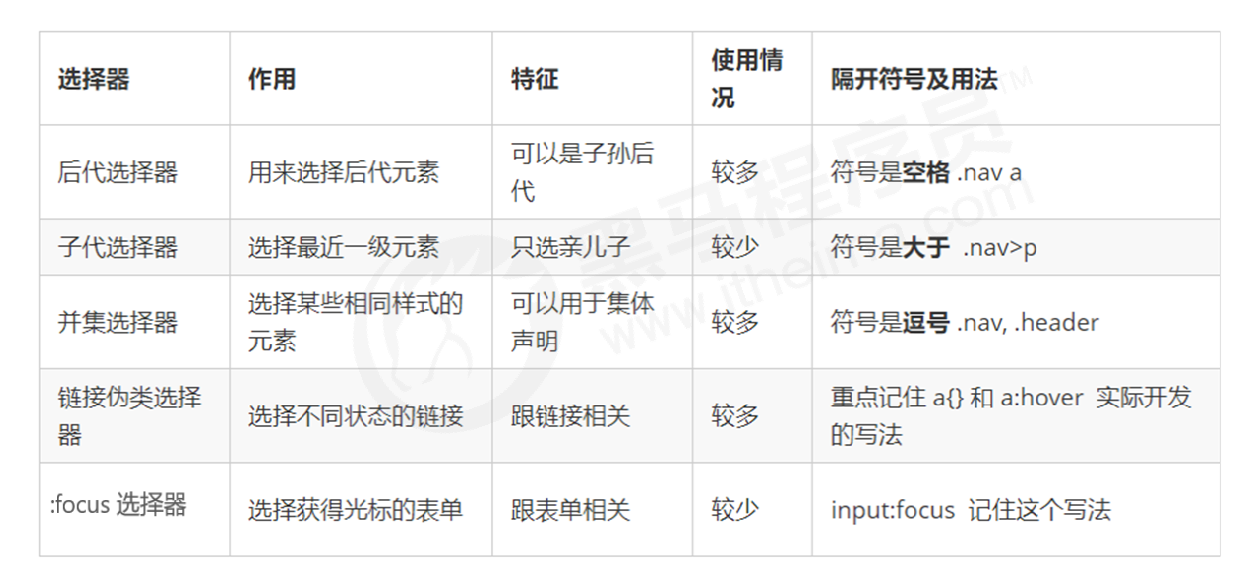 选择器 作用 特征 使用情况 隔开符号及用法
后代选择器 用来选择后代元素 可以是子孙后代 较多 符号是空格 .nav a
子代选择器 选择最近一级元素 只选亲儿子 较少 符号是大于 .nav>p
并集选择器 选择某些相同样式的元素 可以用于集体声明 较多 符号是逗号 .nav, .header
链接伪类选择器 选择不同状态的链接 跟链接相关 较多 重点记住 a{} 和 a:hover 实际开发的写法
:focus 选择器 选择获得光标的表单 跟表单相关 较少 input:focus 记住这个写法
黑马程序员™
www.itheima.com